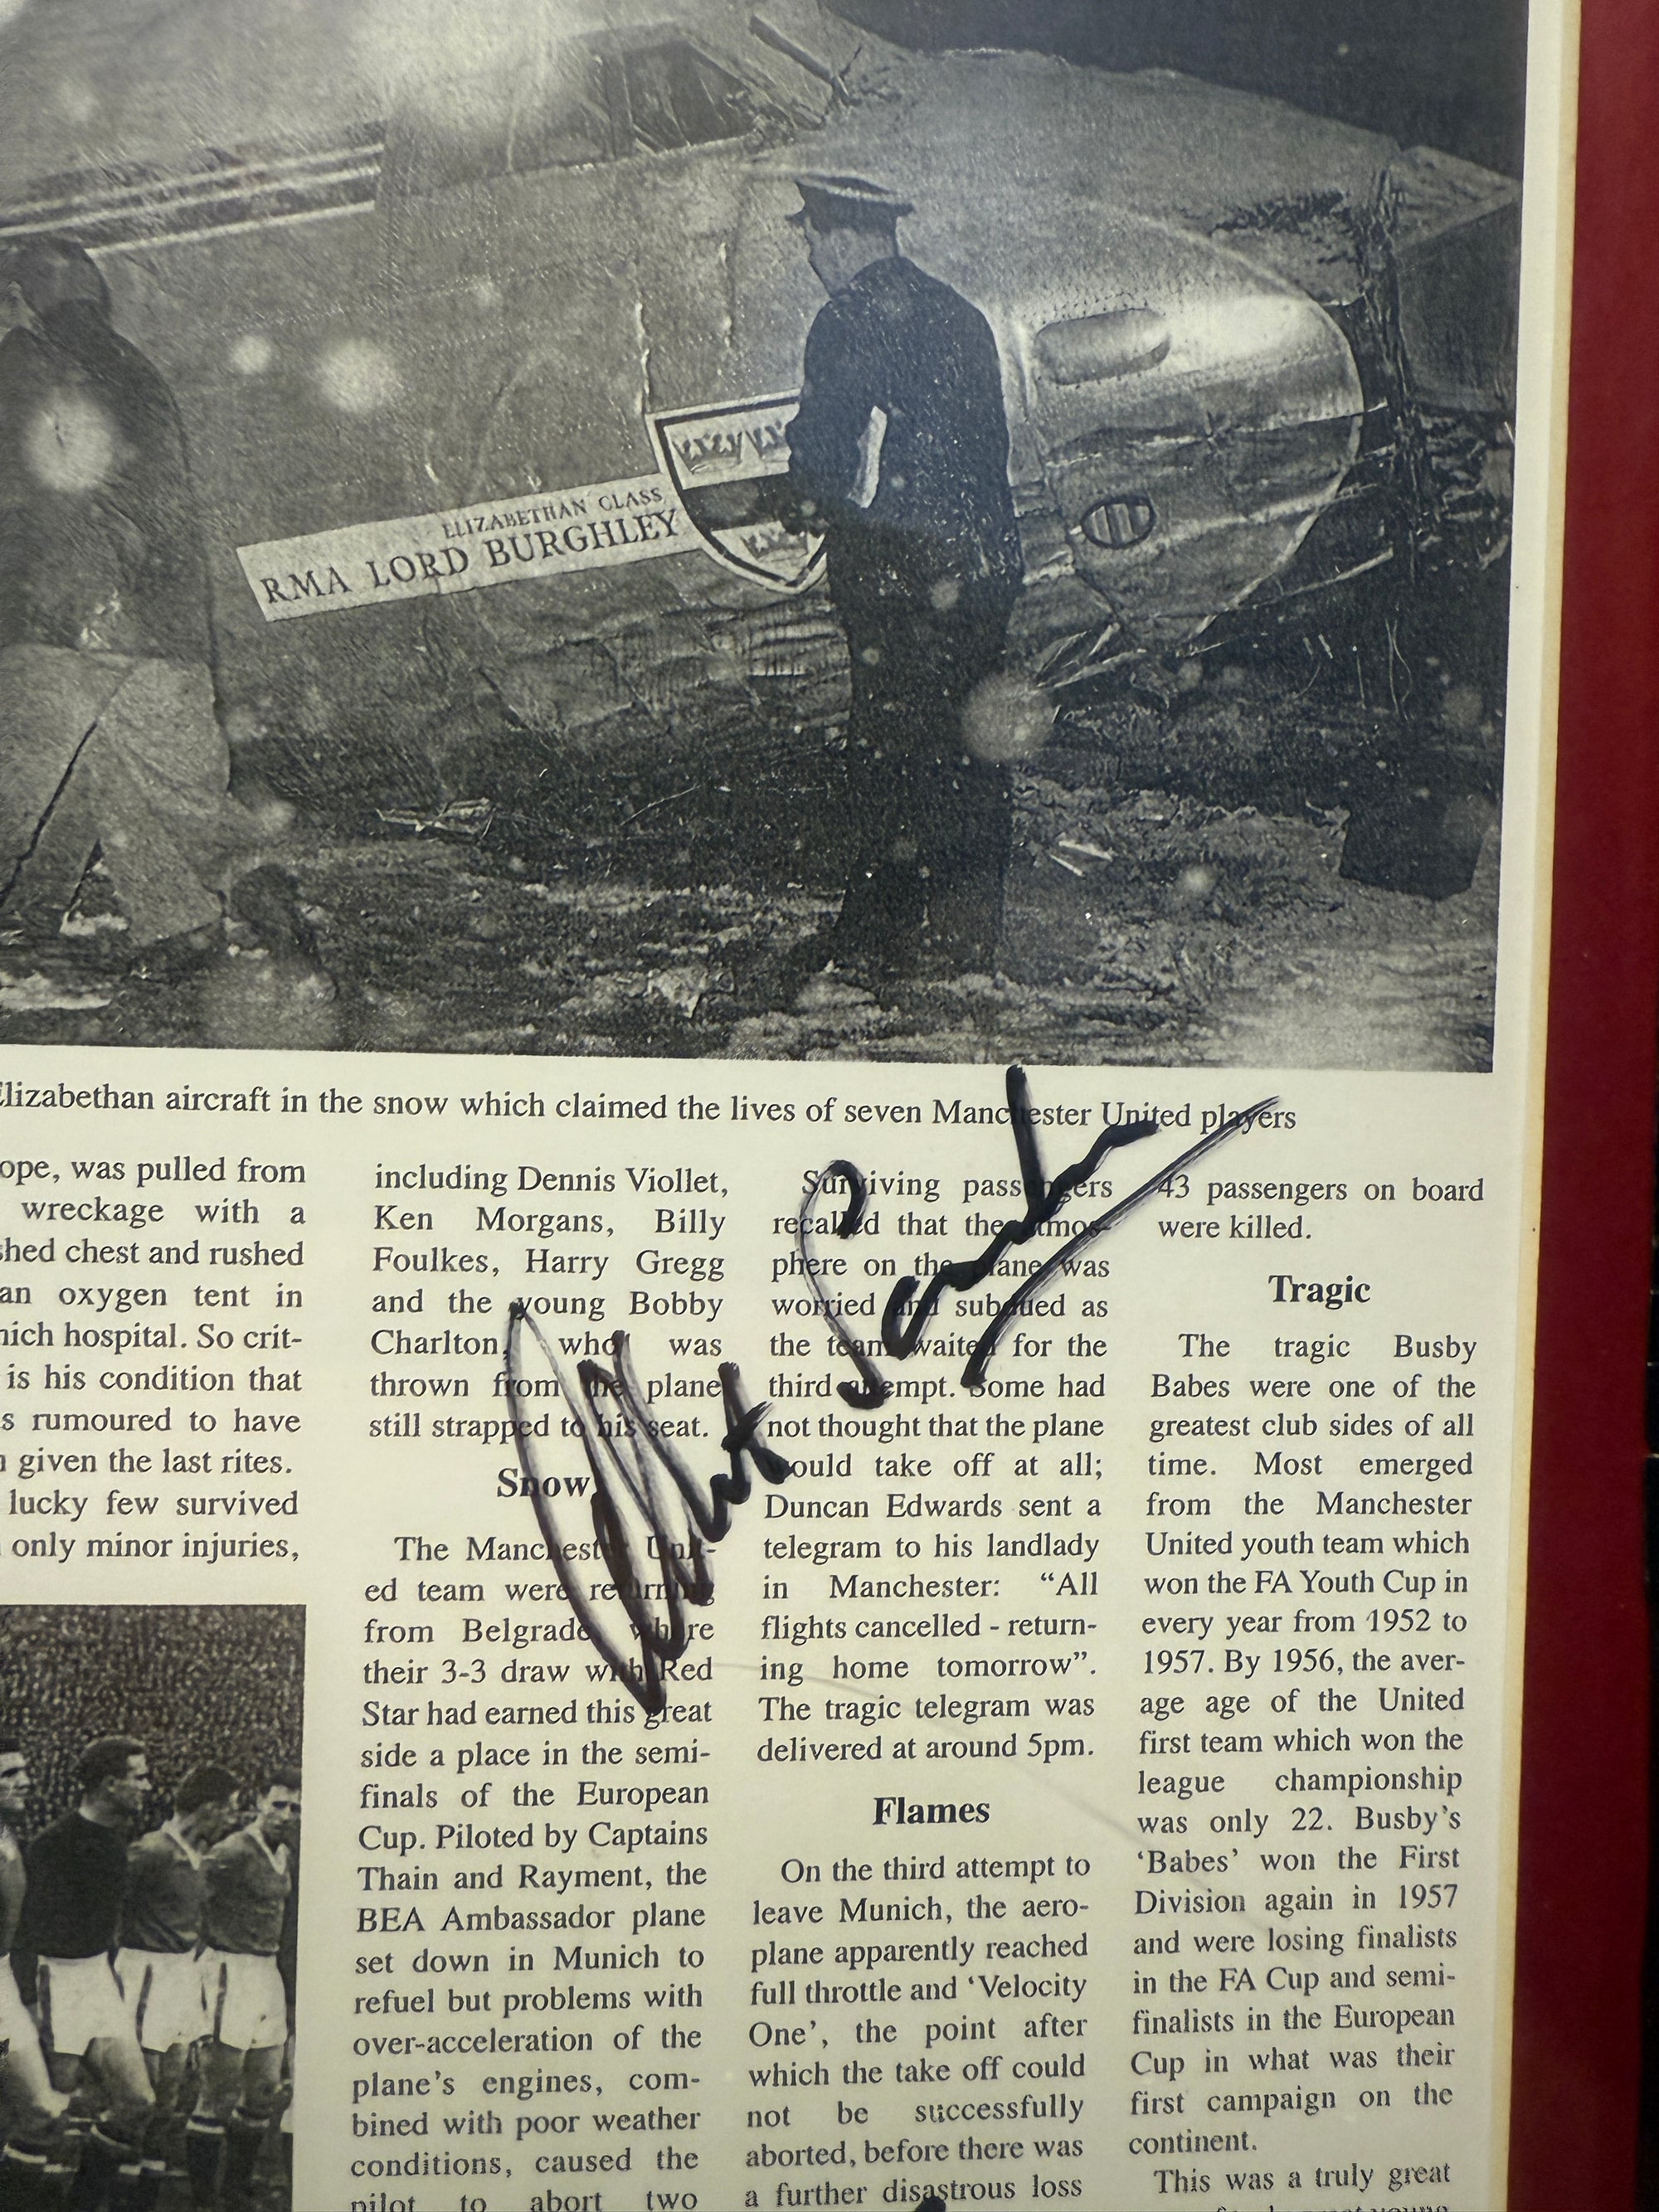 ELIZABETHAN CLASS
RMA LORD BURGHLEY
Elizabethan aircraft in the snow which claimed the lives of seven Manchester United players
ope, was pulled from
wreckage with a
shed chest and rushed
an oxygen tent in
nich hospital. So crit-
is his condition that
s rumoured to have
n given the last rites.
lucky few survived
only minor injuries,
including Dennis Viollet,
Ken Morgans, Billy
Foulkes, Harry Gregg
and the young Bobby
Charlton, who was
thrown from the plane
still strapped to his seat.
Snow
The Manchester Unit-
ed team were returning
from Belgrade where
their 3-3 draw with Red
Star had earned this great
side a place in the semi-
finals of the European
Cup. Piloted by Captains
Thain and Rayment, the
BEA Ambassador plane
set down in Munich to
refuel but problems with
over-acceleration of the
plane's engines, com-
bined with poor weather
conditions, caused the
pilot to abort two
Surviving passengers
recalled that the atmos-
phere on the plane was
worried and subdued as
the team waited for the
third attempt. Some had
not thought that the plane
would take off at all;
Duncan Edwards sent a
telegram to his landlady
in Manchester: “All
flights cancelled - return-
ing home tomorrow”.
The tragic telegram was
delivered at around 5pm.
Flames
On the third attempt to
leave Munich, the aero-
plane apparently reached
full throttle and ‘Velocity
One’, the point after
which the take off could
not be successfully
aborted, before there was
a further disastrous loss
43 passengers on board
were killed.
Tragic
The tragic Busby
Babes were one of the
greatest club sides of all
time. Most emerged
from the Manchester
United youth team which
won the FA Youth Cup in
every year from 1952 to
1957. By 1956, the aver-
age age of the United
first team which won the
league championship
was only 22. Busby's
‘Babes’ won the First
Division again in 1957
and were losing finalists
in the FA Cup and semi-
finalists in the European
Cup in what was their
first campaign on the
continent.
This was a truly great